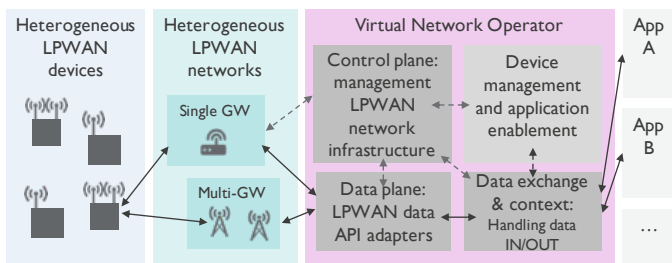 Heterogeneous
LPWAN
devices
Heterogeneous
LPWAN
networks
Single GW
Multi-GW
Virtual Network Operator
Control plane:
management
LPWAN
network
infrastructure
Device
management
and application
enablement
Data plane:
LPWAN data
API adapters
Data exchange
& context:
Handling data
IN/OUT
App
A
App
B
...